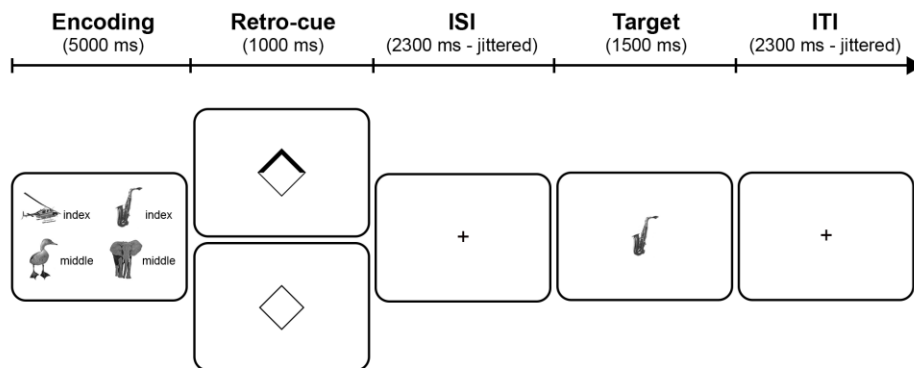 Encoding
(5000 ms)
Retro-cue
(1000 ms)
ISI
(2300 ms - jittered)
Target
(1500 ms)
ITI
(2300 ms - jittered)
index
index
middle
middle
+
+